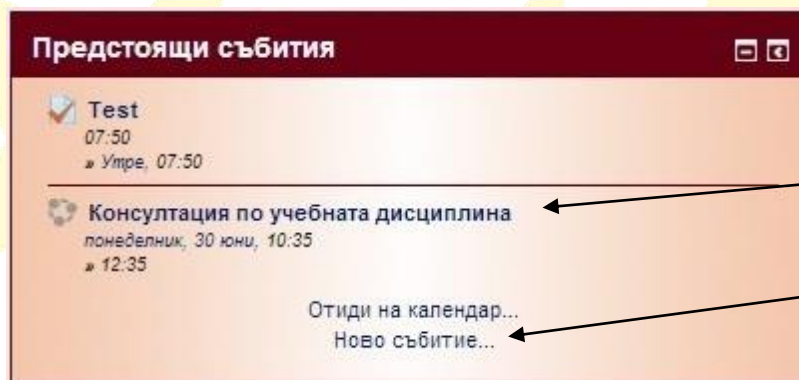 Предстоящи събития
Test
07:50
» Утре, 07:50
Консултация по учебната дисциплина
понеделник, 30 юни, 10:35
» 12:35
Отиди на календар...
Ново събитие...